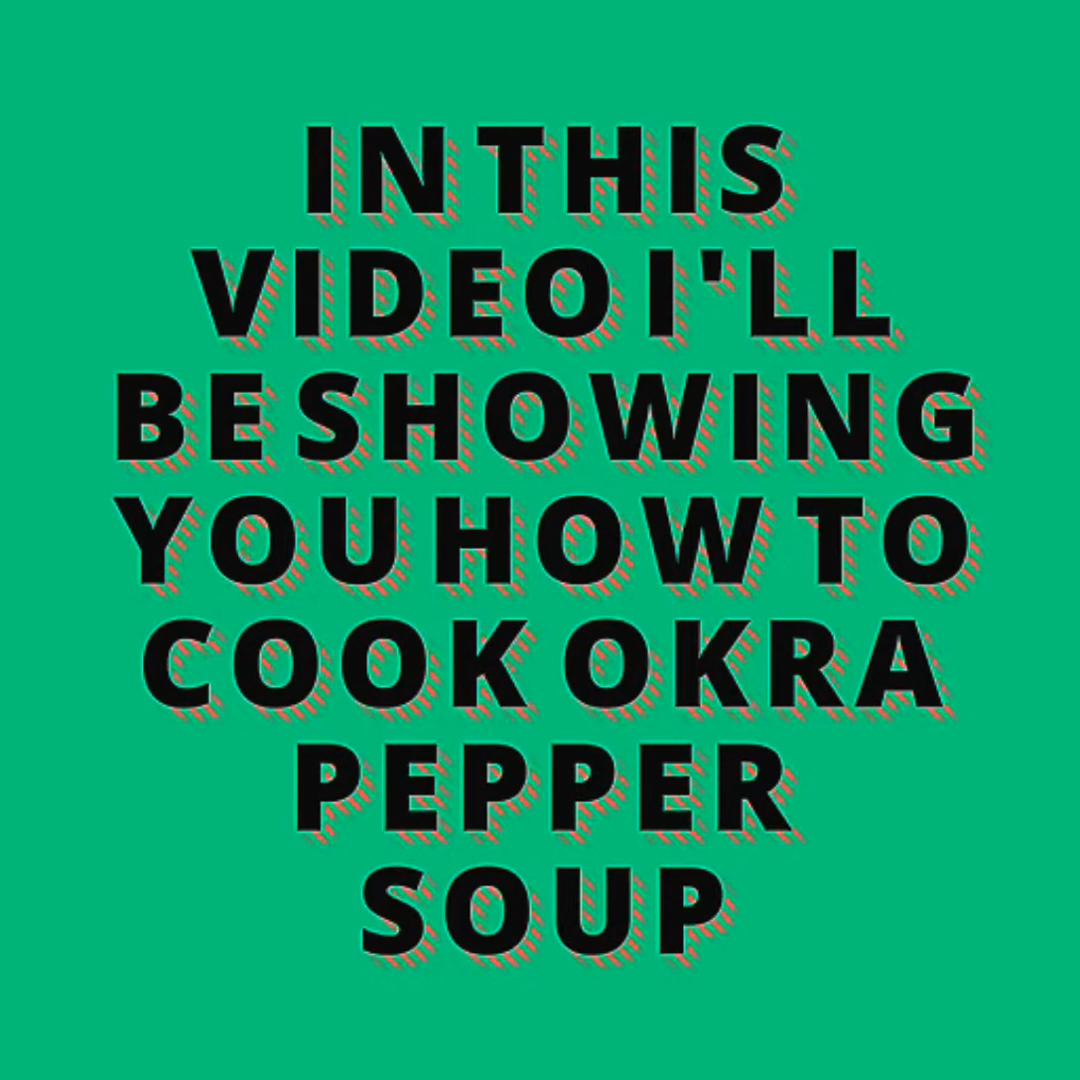 IN THIS
VIDEO I'LL
BE SHOWING
YOU HOW TO
COOK OKRA
PEPPER
SOUP